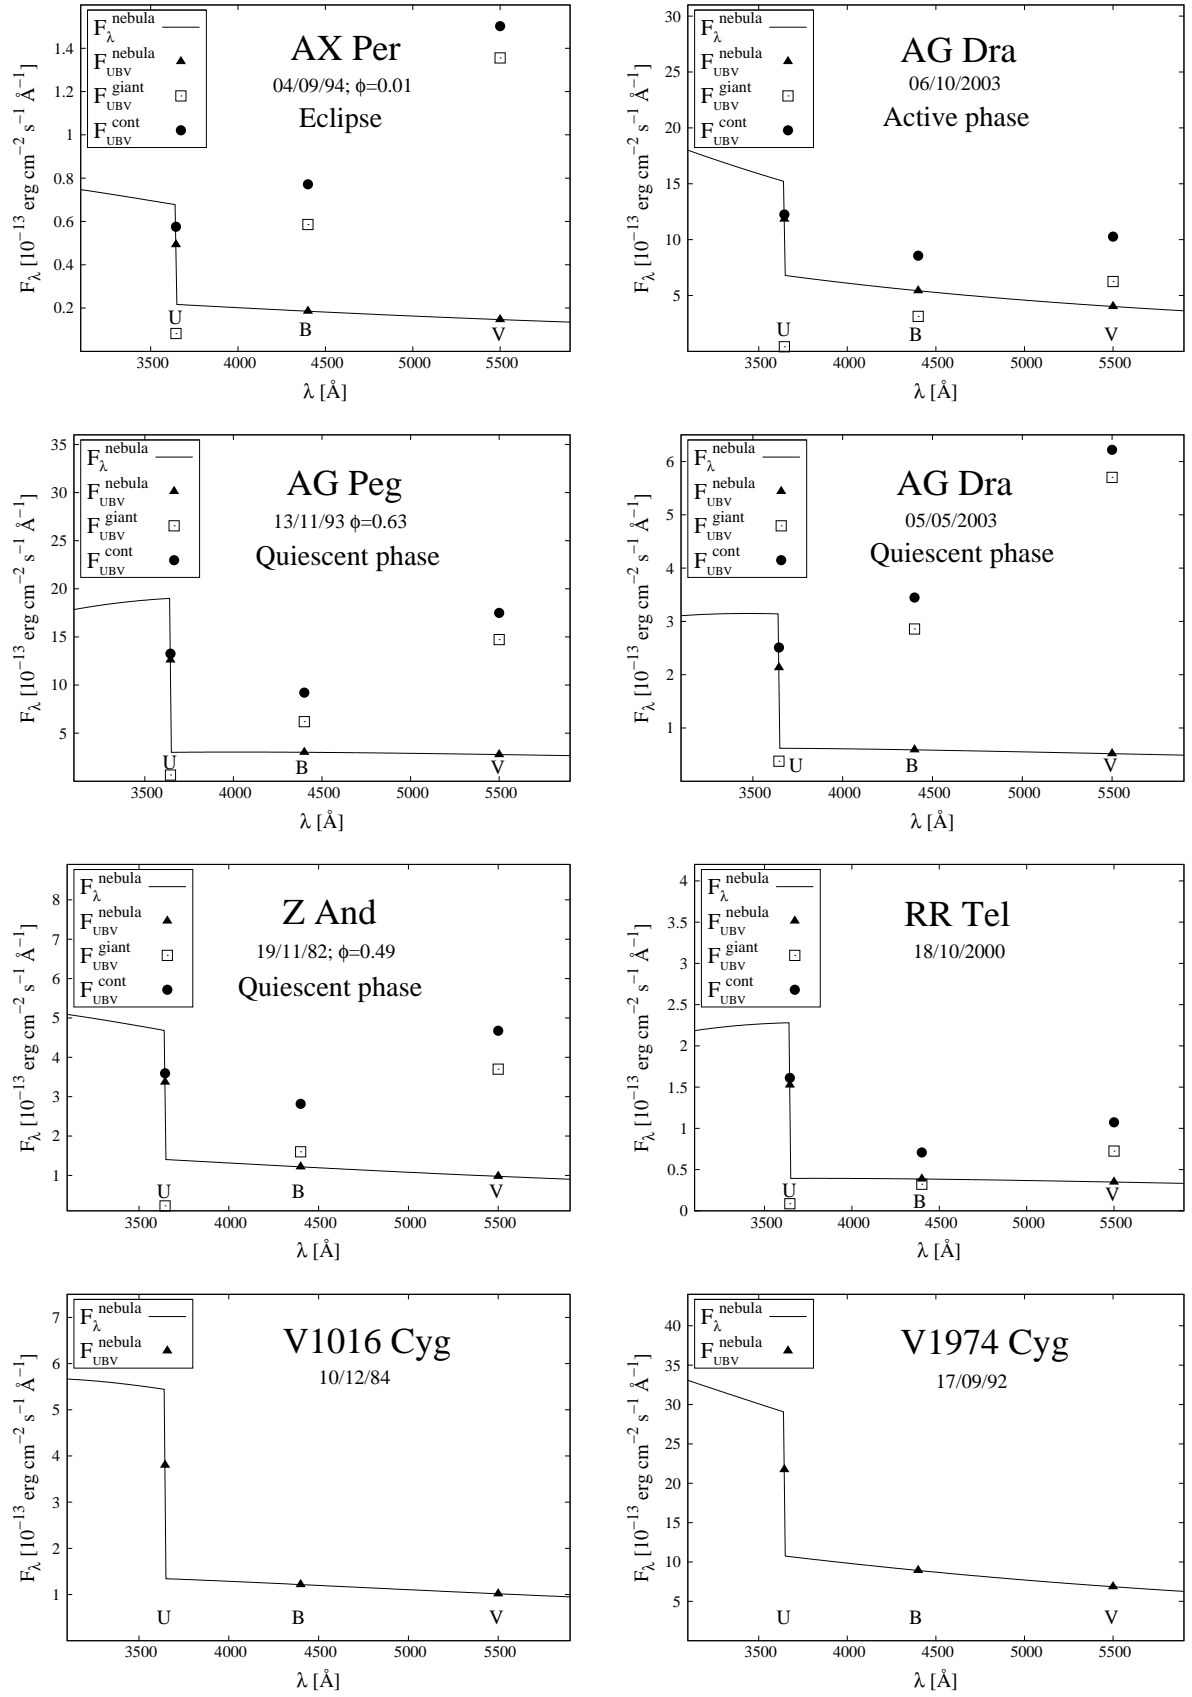 AX Per
04/09/94; ϕ=0.01
Eclipse
F_λ^nebula
F_UBV^nebula
F_UBV^giant
F_UBV^cont
F_λ [10^−13 erg cm^−2 s^−1 Å^−1]
1.4
1.2
1
0.8
0.6
0.4
0.2
U
B
V
3500 4000 4500 5000 5500
λ [Å]
AG Dra
06/10/2003
Active phase
F_λ^nebula
F_UBV^nebula
F_UBV^giant
F_UBV^cont
F_λ [10^−13 erg cm^−2 s^−1 Å^−1]
30
25
20
15
10
5
U
B
V
3500 4000 4500 5000 5500
λ [Å]
AG Peg
13/11/93 ϕ=0.63
Quiescent phase
F_λ^nebula
F_UBV^nebula
F_UBV^giant
F_UBV^cont
F_λ [10^−13 erg cm^−2 s^−1 Å^−1]
35
30
25
20
15
10
5
U
B
V
3500 4000 4500 5000 5500
λ [Å]
AG Dra
05/05/2003
Quiescent phase
F_λ^nebula
F_UBV^nebula
F_UBV^giant
F_UBV^cont
F_λ [10^−13 erg cm^−2 s^−1 Å^−1]
6
5
4
3
2
1
U
B
V
3500 4000 4500 5000 5500
λ [Å]
Z And
19/11/82; ϕ=0.49
Quiescent phase
F_λ^nebula
F_UBV^nebula
F_UBV^giant
F_UBV^cont
F_λ [10^−13 erg cm^−2 s^−1 Å^−1]
8
7
6
5
4
3
2
1
U
B
V
3500 4000 4500 5000 5500
λ [Å]
RR Tel
18/10/2000
F_λ^nebula
F_UBV^nebula
F_UBV^giant
F_UBV^cont
F_λ [10^−13 erg cm^−2 s^−1 Å^−1]
4
3.5
3
2.5
2
1.5
1
0.5
0
U
B
V
3500 4000 4500 5000 5500
λ [Å]
V1016 Cyg
10/12/84
F_λ^nebula
F_UBV^nebula
F_λ [10^−13 erg cm^−2 s^−1 Å^−1]
7
6
5
4
3
2
1
U
B
V
3500 4000 4500 5000 5500
λ [Å]
V1974 Cyg
17/09/92
F_λ^nebula
F_UBV^nebula
F_λ [10^−13 erg cm^−2 s^−1 Å^−1]
40
35
30
25
20
15
10
5
U
B
V
3500 4000 4500 5000 5500
λ [Å]